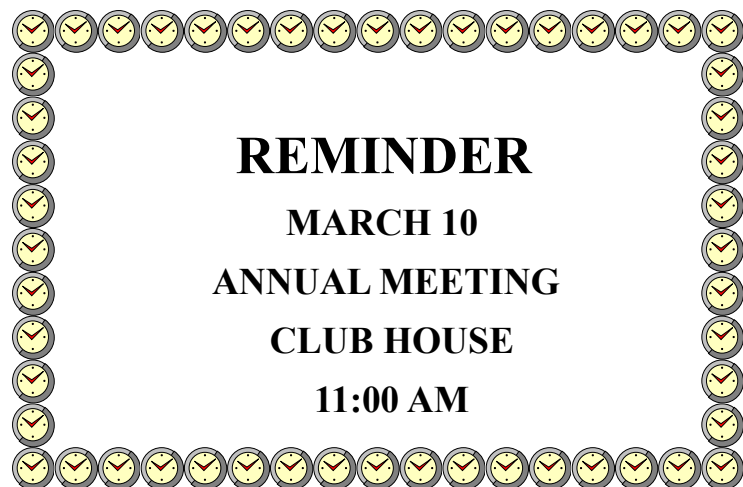 REMINDER
MARCH 10
ANNUAL MEETING
CLUB HOUSE
11:00 AM